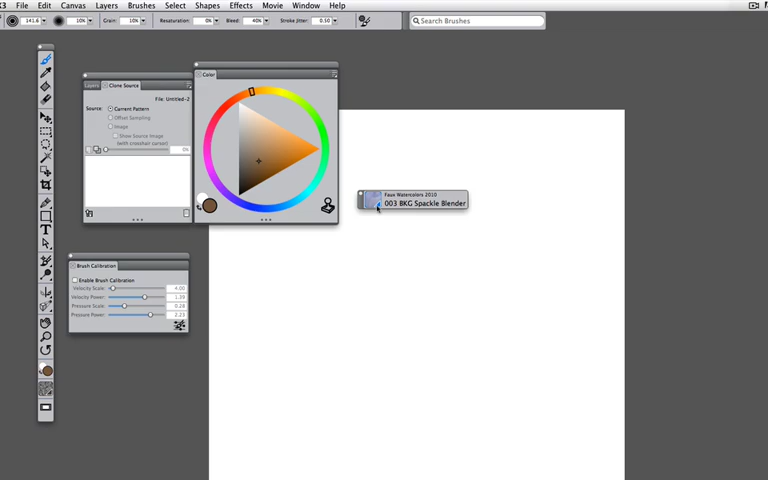 X3 File Edit Canvas Layers Brushes Select Shapes Effects Movie Window Help
141.6 10% Grain: 10% Resaturation: 0% Bleed: 40% Stroke Jitter: 0.50 Search Brushes
Layers Clone Source
File: Untitled-2
Source: Current Pattern
Offset Sampling
Image
Show Source Image
(with crosshair cursor)
0%
Color
Faux Watercolors 2010
003 BKG Spackle Blender
Brush Calibration
Enable Brush Calibration
Velocity Scale: 4.00
Velocity Power: 1.39
Pressure Scale: 0.28
Pressure Power: 2.23
T